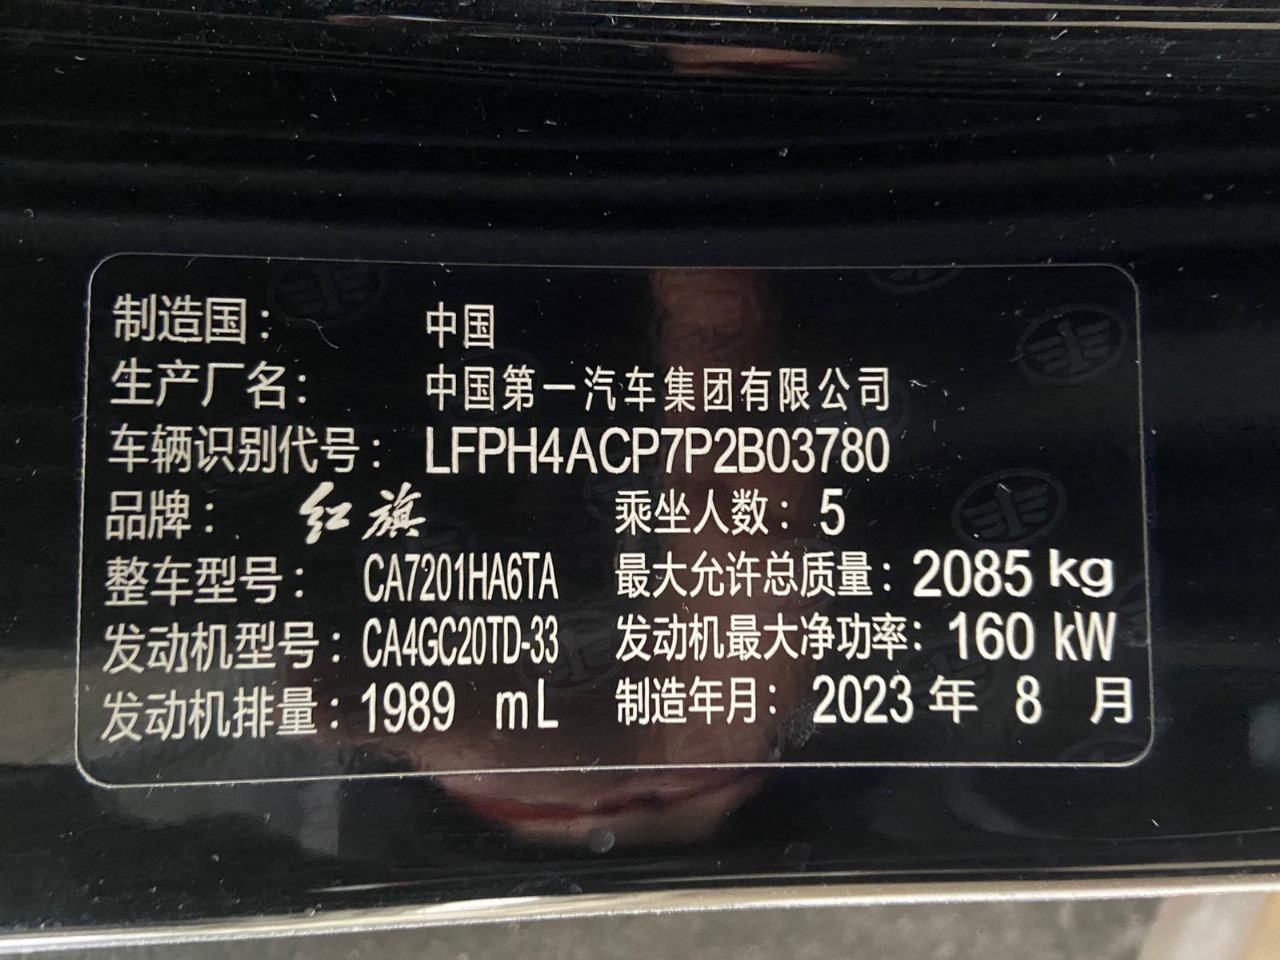 制造国： 中国
生产厂名： 中国第一汽车集团有限公司
车辆识别代号： LFPH4ACP7P2B03780
品牌： 红旗 乘坐人数： 5
整车型号： CA7201HA6TA 最大允许总质量： 2085 kg
发动机型号： CA4GC20TD-33 发动机最大净功率： 160 kW
发动机排量： 1989 mL 制造年月： 2023 年 8 月